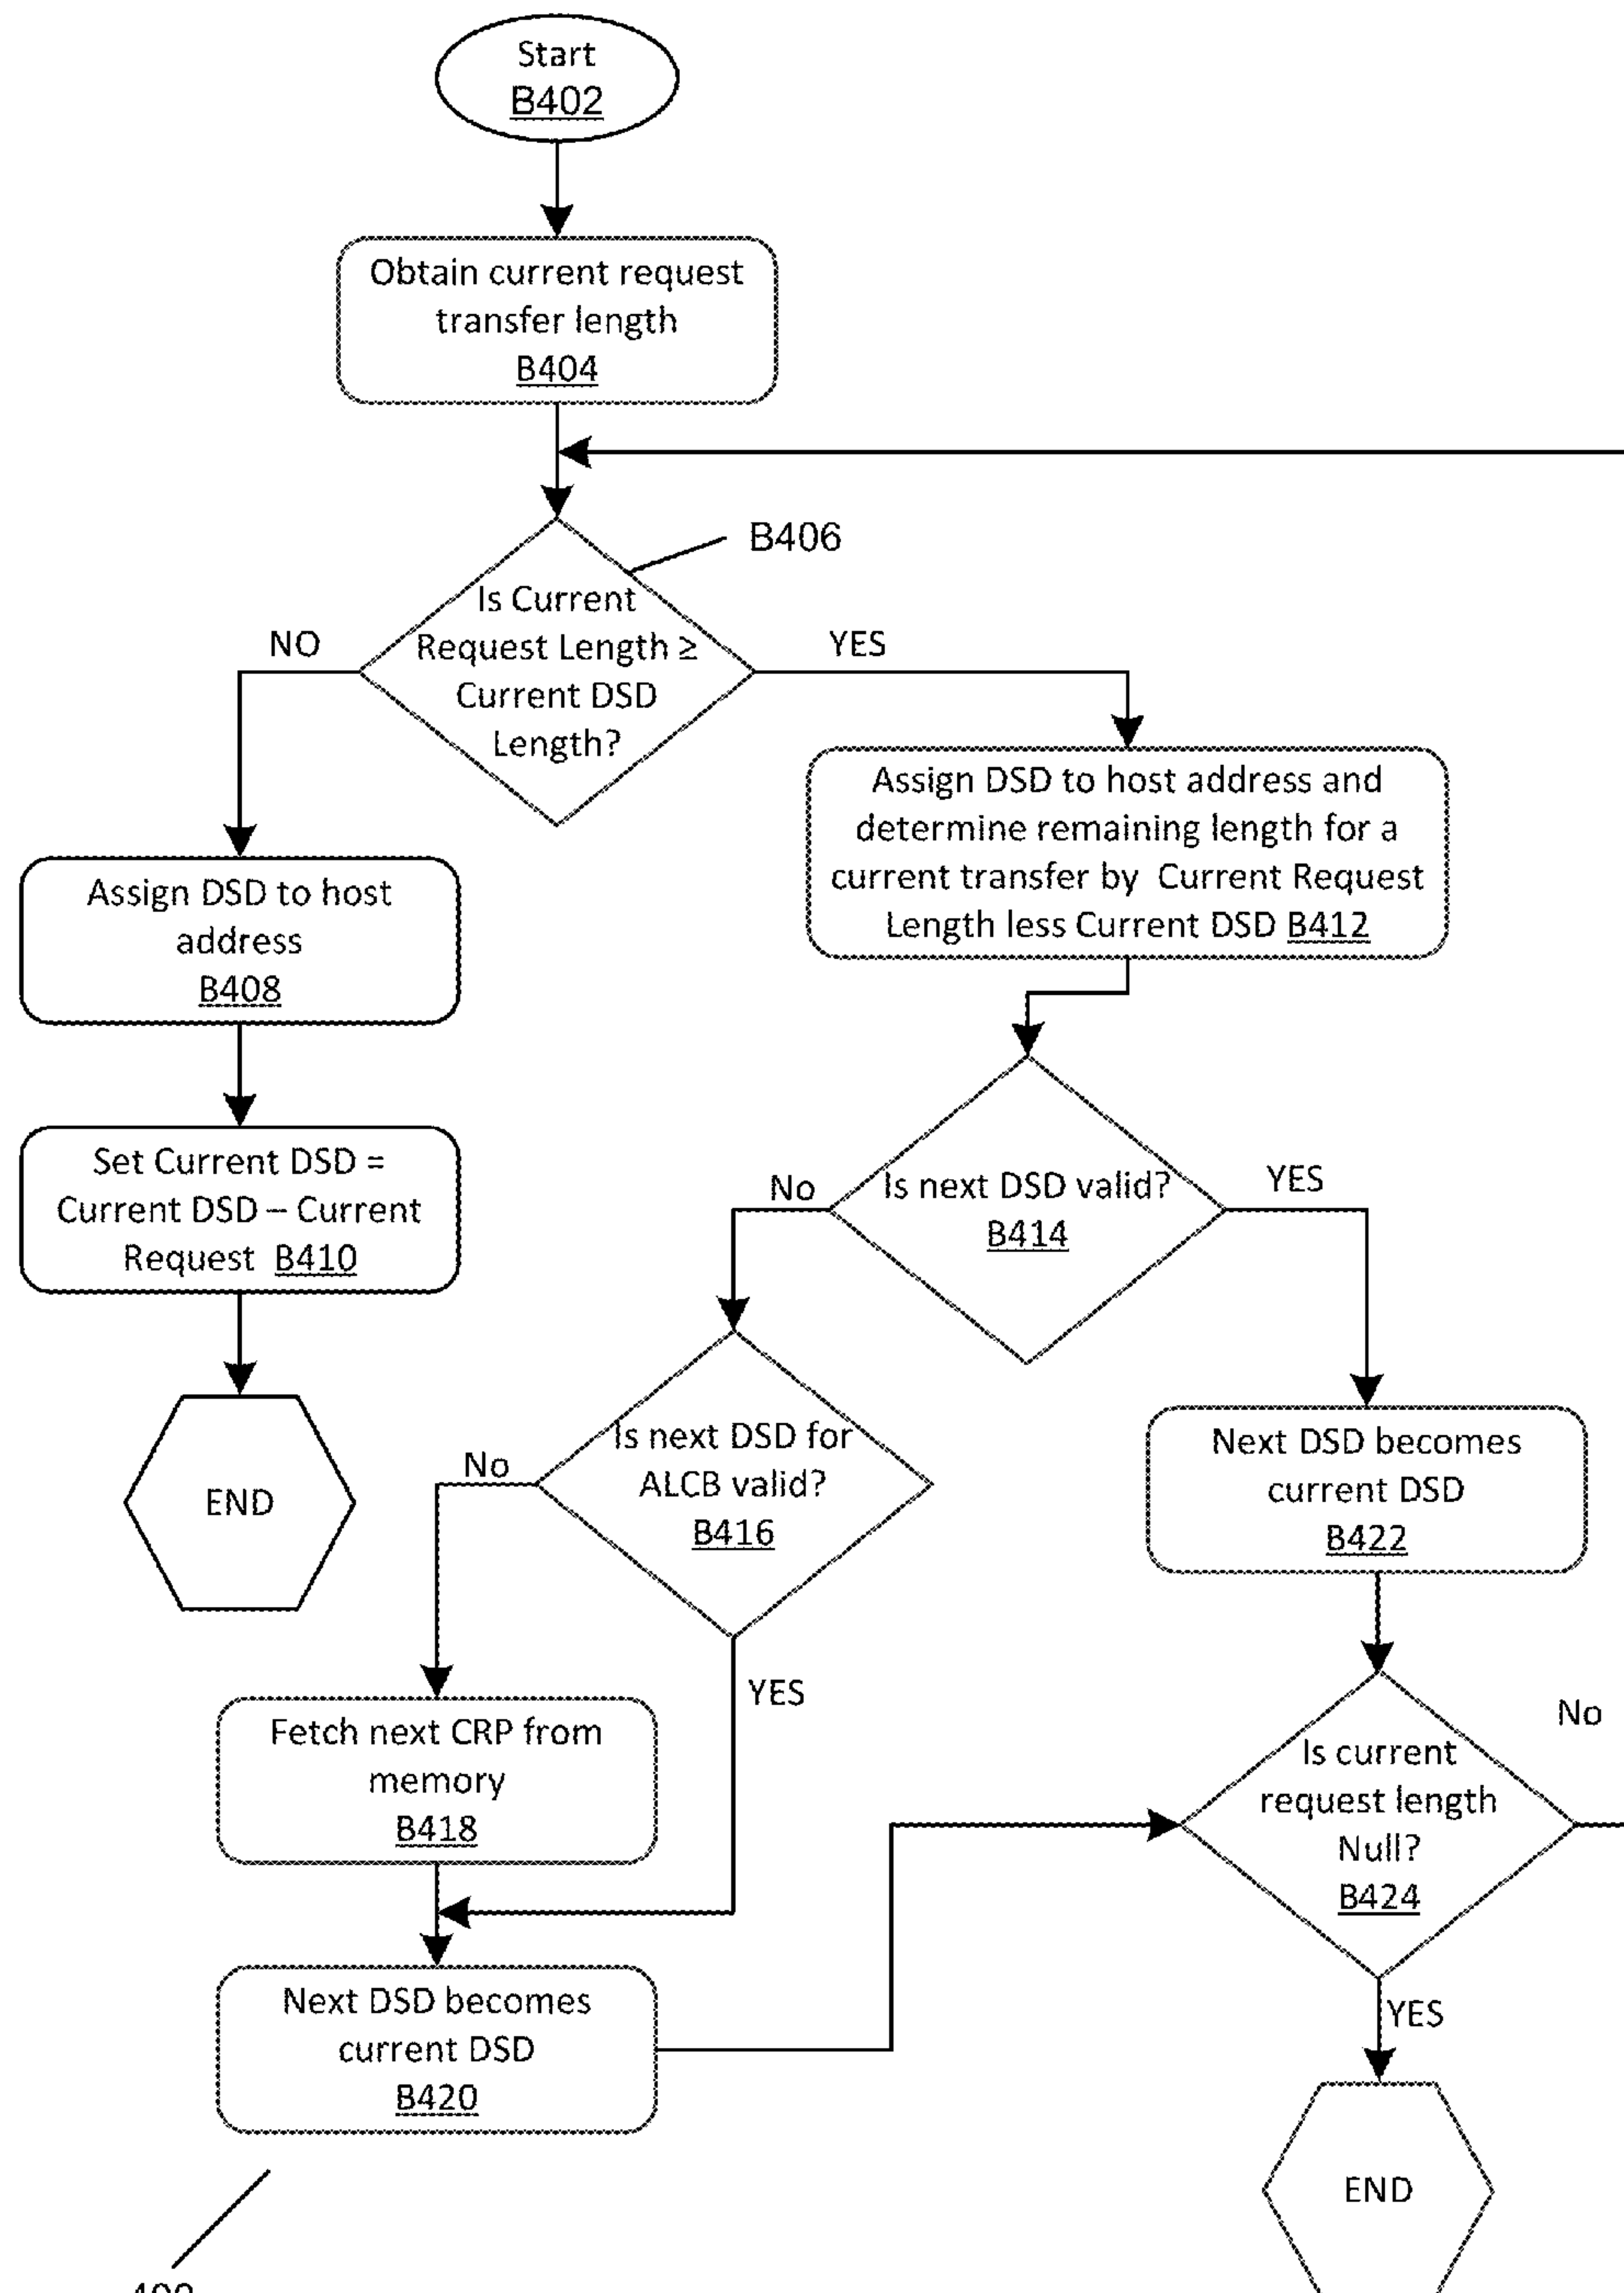 Start
B402
Obtain current request
transfer length
B404
B406
Is Current
Request Length ≥
Current DSD
Length?
NO
YES
Assign DSD to host address and
determine remaining length for a
current transfer by Current Request
Length less Current DSD B412
Assign DSD to host
address
B408
Set Current DSD =
Current DSD – Current
Request B410
END
Is next DSD valid?
B414
No
YES
Is next DSD for
ALCB valid?
B416
No
YES
Next DSD becomes
current DSD
B422
Fetch next CRP from
memory
B418
Is current
request length
Null?
B424
No
YES
Next DSD becomes
current DSD
B420
END